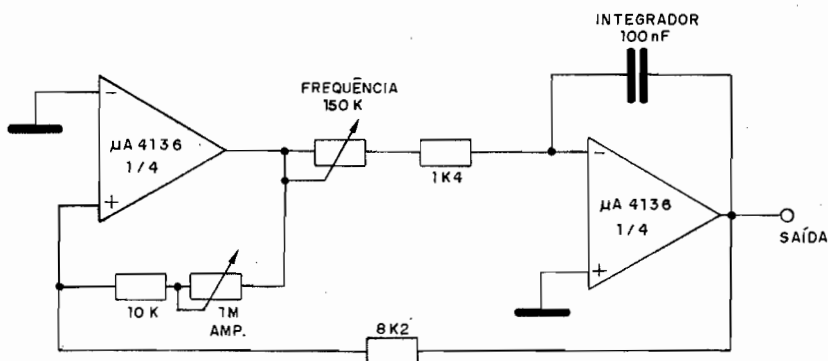 INTEGRADOR
100nF
FREQUÊNCIA
150 K
−
µA 4136
1/4
+
1K4
−
µA 4136
1/4
+
SAÍDA
10 K
1M
AMP.
8K2